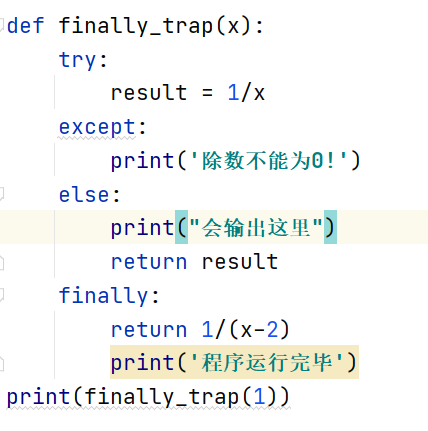 def finally_trap(x):
    try:
        result = 1/x
    except:
        print('除数不能为0!')
    else:
        print("会输出这里")
        return result
    finally:
        return 1/(x-2)
        print('程序运行完毕')
print(finally_trap(1))